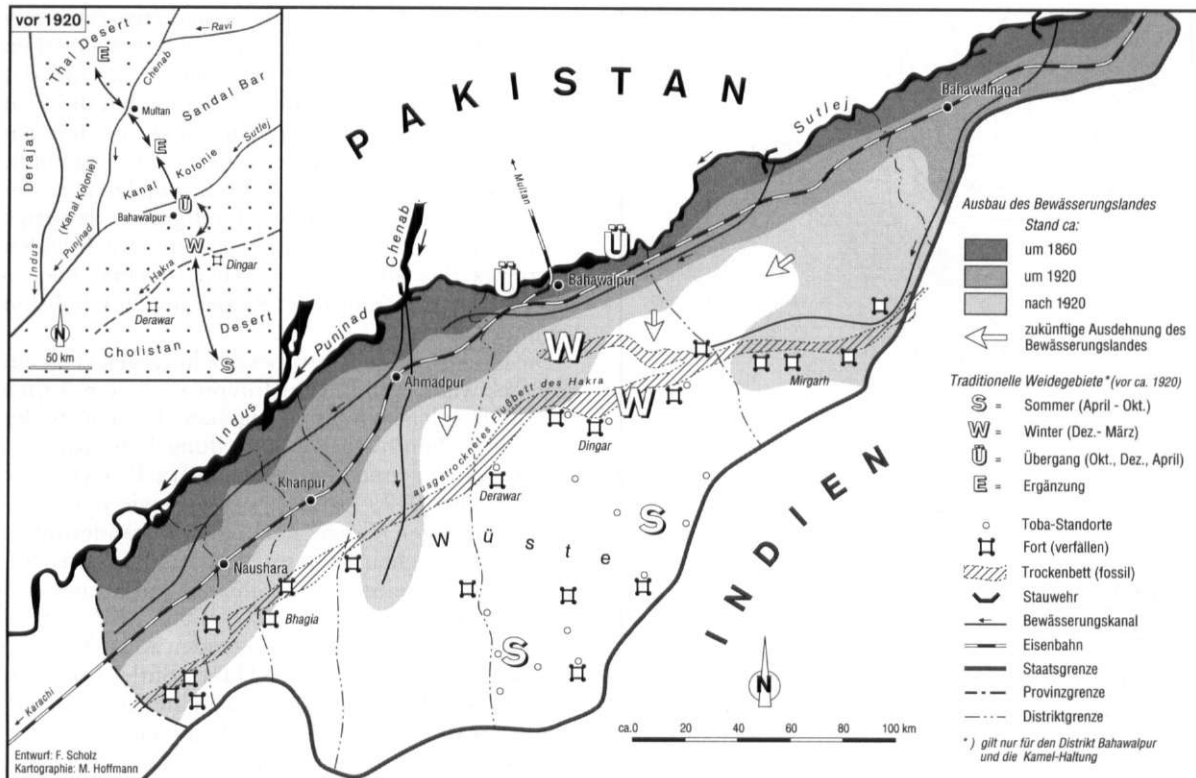 vor 1920
Thal Desert
E
Chenab
Ravi
Multan
Sandal Bar
Derajat
E
Sutlej
Kanal Kolonie
(Kanal Kolonie)
Ü
Bahawalpur
Punjnad
W
Dingar
Indus
Hakra
Derawar
Desert
N
50 km
Cholistan
S
PAKISTAN
Sutlej
Bahawalnagar
Multan
Chenab
Ü
Ü
Bahawalpur
Punjnad
W
Ahmadpur
W
Mirgarh
Indus
ausgetrocknetes Flußbett des Hakra
Dingar
Khanpur
Derawar
S
Wüste
Naushara
Bhagia
S
INDIEN
N
Karachi
ca. 0 20 40 60 80 100 km
Entwurf: F. Scholz
Kartographie: M. Hoffmann
Ausbau des Bewässerungslandes
Stand ca:
um 1860
um 1920
nach 1920
zukünftige Ausdehnung des
Bewässerungslandes
Traditionelle Weidegebiete* (vor ca. 1920)
S = Sommer (April - Okt.)
W = Winter (Dez.- März)
Ü = Übergang (Okt., Dez., April)
E = Ergänzung
Toba-Standorte
Fort (verfallen)
Trockenbett (fossil)
Stauwehr
Bewässerungskanal
Eisenbahn
Staatsgrenze
Provinzgrenze
Distriktgrenze
* ) gilt nur für den Distrikt Bahawalpur
und die Kamel-Haltung